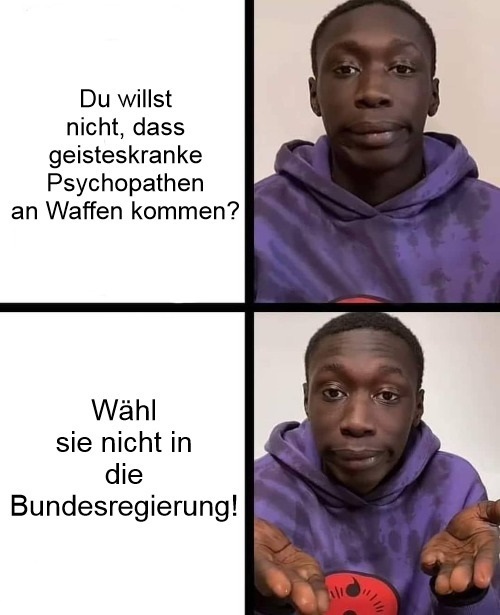 Du willst
nicht, dass
geisteskranke
Psychopathen
an Waffen kommen?
Wähl
sie nicht in
die
Bundesregierung!